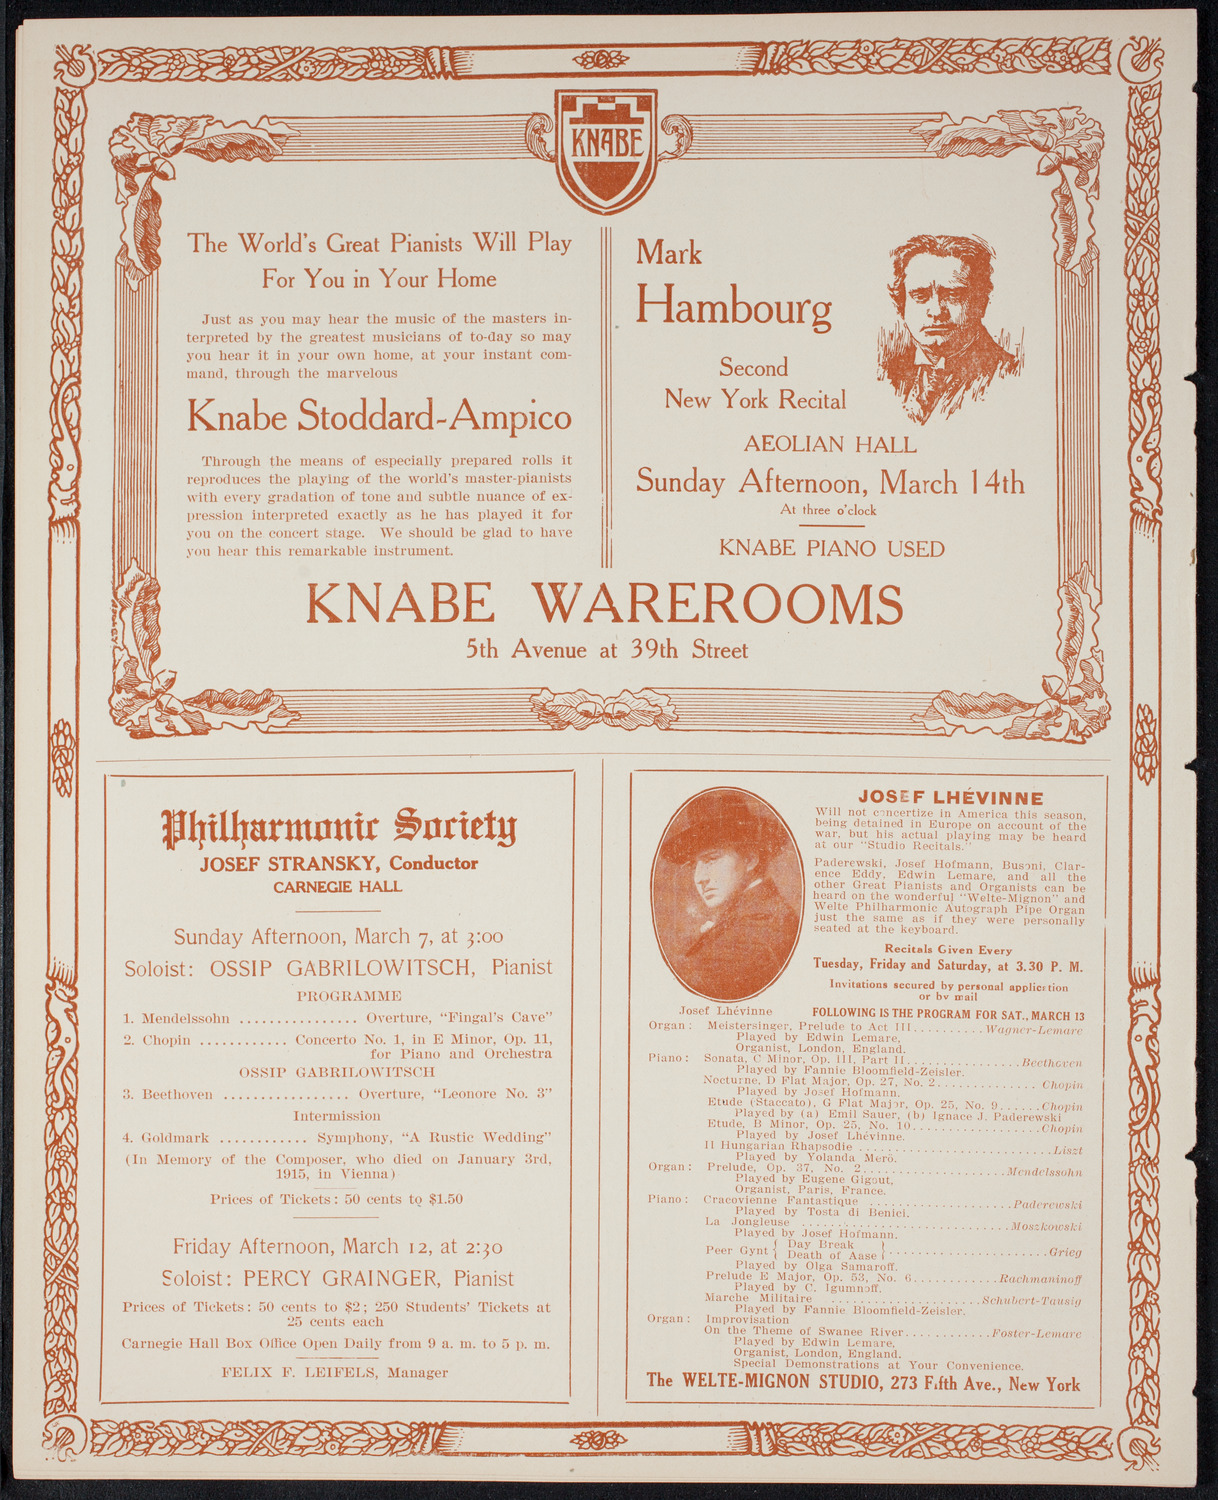 KNABE
The World's Great Pianists Will Play
For You in Your Home
Just as you may hear the music of the masters in-
terpreted by the greatest musicians of to-day so may
you hear it in your own home, at your instant com-
mand, through the marvelous
Knabe Stoddard-Ampico
Through the means of especially prepared rolls it
reproduces the playing of the world's master-pianists
with every gradation of tone and subtle nuance of ex-
pression interpreted exactly as he has played it for
you on the concert stage. We should be glad to have
you hear this remarkable instrument.
Mark
Hambourg
Second
New York Recital
AEOLIAN HALL
Sunday Afternoon, March 14th
At three o'clock
KNABE PIANO USED
KNABE WAREROOMS
5th Avenue at 39th Street
Philharmonic Society
JOSEF STRANSKY, Conductor
CARNEGIE HALL
Sunday Afternoon, March 7, at 3:00
Soloist: OSSIP GABRILOWITSCH, Pianist
PROGRAMME
1. Mendelssohn ................ Overture, "Fingal's Cave"
2. Chopin ............ Concerto No. 1, in E Minor, Op. 11,
for Piano and Orchestra
OSSIP GABRILOWITSCH
3. Beethoven ................. Overture, "Leonore No. 3"
Intermission
4. Goldmark ............ Symphony, "A Rustic Wedding"
(In Memory of the Composer, who died on January 3rd,
1915, in Vienna)
Prices of Tickets: 50 cents to $1.50
Friday Afternoon, March 12, at 2:30
Soloist: PERCY GRAINGER, Pianist
Prices of Tickets: 50 cents to $2; 250 Students' Tickets at
25 cents each
Carnegie Hall Box Office Open Daily from 9 a. m. to 5 p. m.
FELIX F. LEIFELS, Manager
JOSEF LHÉVINNE
Will not concertize in America this season,
being detained in Europe on account of the
war, but his actual playing may be heard
at our "Studio Recitals."
Paderewski, Josef Hofmann, Busoni, Clar-
ence Eddy, Edwin Lemare, and all the
other Great Pianists and Organists can be
heard on the wonderful "Welte-Mignon" and
Welte Philharmonic Autograph Pipe Organ
just the same as if they were personally
seated at the keyboard.
Recitals Given Every
Tuesday, Friday and Saturday, at 3.30 P. M.
Invitations secured by personal application
or by mail
Josef Lhévinne
FOLLOWING IS THE PROGRAM FOR SAT., MARCH 13
Organ: Meistersinger, Prelude to Act III.......... Wagner-Lemare
Played by Edwin Lemare,
Organist, London, England.
Piano: Sonata, C Minor, Op. III, Part II................Beethoven
Played by Fannie Bloomfield-Zeisler.
Nocturne, D Flat Major, Op. 27, No. 2.............. Chopin
Played by Josef Hofmann.
Etude (Staccato), G Flat Major, Op. 25, No. 9......Chopin
Played by (a) Emil Sauer, (b) Ignace J. Paderewski
Etude, B Minor, Op. 25, No. 10..................Chopin
Played by Josef Lhévinne.
II Hungarian Rhapsodie ............................Liszt
Played by Yolanda Merö.
Organ: Prelude, Op. 37, No. 2....................Mendelssohn
Played by Eugene Gigout,
Organist, Paris, France.
Piano: Cracovienne Fantastique ....................Paderewski
Played by Tosta di Benici.
La Jongleuse .............................Moszkowski
Played by Josef Hofmann.
Peer Gynt { Day Break
Death of Aase } ......................Grieg
Played by Olga Samaroff.
Prelude E Major, Op. 53, No. 6............Rachmaninoff
Played by C. Igumnoff.
Marche Militaire ......................Schubert-Tausig
Played by Fannie Bloomfield-Zeisler.
Organ: Improvisation
On the Theme of Swanee River............Foster-Lemare
Played by Edwin Lemare,
Organist, London, England.
Special Demonstrations at Your Convenience.
The WELTE-MIGNON STUDIO, 273 Fifth Ave., New York